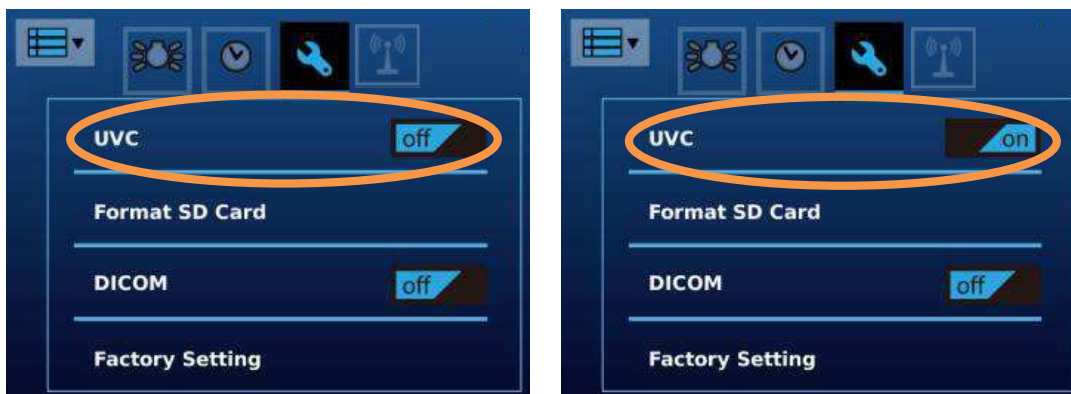 UVC off
Format SD Card
DICOM off
Factory Setting
UVC on
Format SD Card
DICOM off
Factory Setting